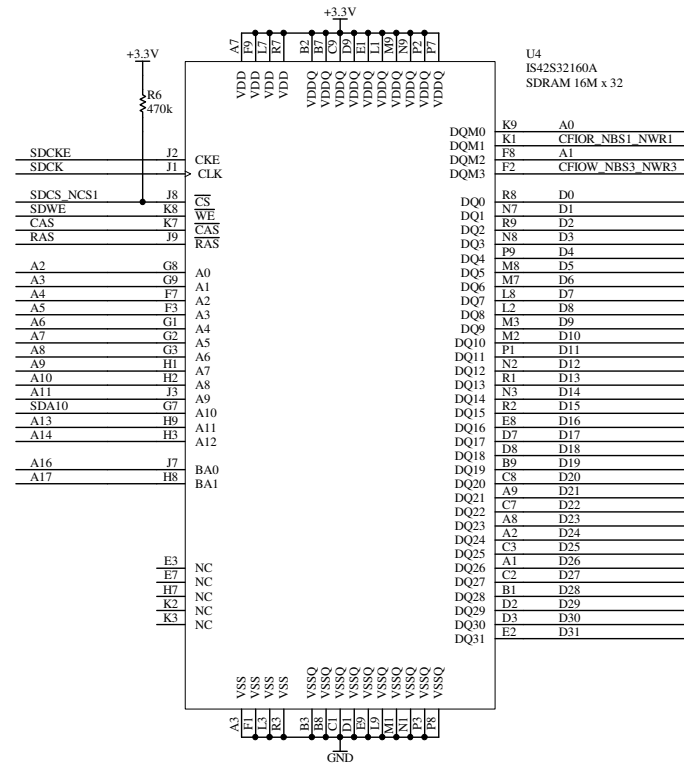 +3.3V
A7 F9 L7 R7 B2 B7 C9 D9 E1 L1 M9 N9 P2 P7
VDD VDD VDD VDD VDDQ VDDQ VDDQ VDDQ VDDQ VDDQ VDDQ VDDQ VDDQ VDDQ
U4
IS42S32160A
SDRAM 16M x 32
+3.3V
R6
470k
SDCKE J2 CKE
SDCK J1 CLK
SDCS_NCS1 J8 CS
SDWE K8 WE
CAS K7 CAS
RAS J9 RAS
A2 G8 A0
A3 G9 A1
A4 F7 A2
A5 F3 A3
A6 G1 A4
A7 G2 A5
A8 G3 A6
A9 H1 A7
A10 H2 A8
A11 J3 A9
SDA10 G7 A10
A13 H9 A11
A14 H3 A12
A16 J7 BA0
A17 H8 BA1
E3 NC
E7 NC
H7 NC
K2 NC
K3 NC
DQM0 K9 A0
DQM1 K1 CFIOR_NBS1_NWR1
DQM2 F8 A1
DQM3 F2 CFIOW_NBS3_NWR3
DQ0 R8 D0
DQ1 N7 D1
DQ2 R9 D2
DQ3 N8 D3
DQ4 P9 D4
DQ5 M8 D5
DQ6 M7 D6
DQ7 L8 D7
DQ8 L2 D8
DQ9 M3 D9
DQ10 M2 D10
DQ11 P1 D11
DQ12 N2 D12
DQ13 R1 D13
DQ14 N3 D14
DQ15 R2 D15
DQ16 E8 D16
DQ17 D7 D17
DQ18 D8 D18
DQ19 B9 D19
DQ20 C8 D20
DQ21 A9 D21
DQ22 C7 D22
DQ23 A8 D23
DQ24 A2 D24
DQ25 C3 D25
DQ26 A1 D26
DQ27 C2 D27
DQ28 B1 D28
DQ29 D2 D29
DQ30 D3 D30
DQ31 E2 D31
VSS VSS VSS VSS VSSQ VSSQ VSSQ VSSQ VSSQ VSSQ VSSQ VSSQ VSSQ VSSQ
A3 F1 L3 R3 B3 B8 C1 D1 E9 L9 M1 N1 P3 P8
GND